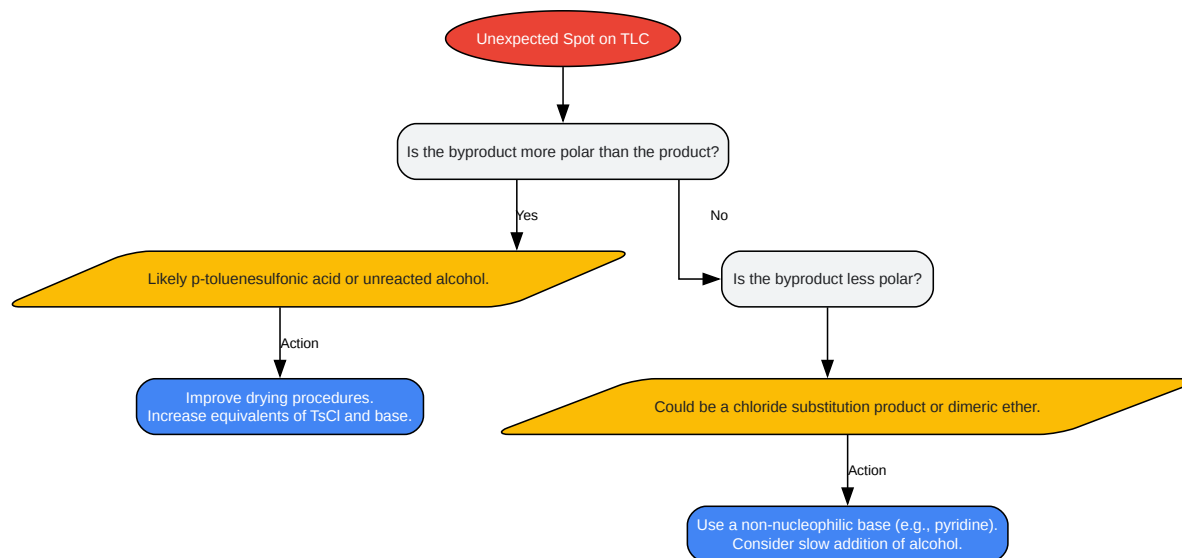 Unexpected Spot on TLC
Is the byproduct more polar than the product?
Yes
No
Likely p-toluenesulfonic acid or unreacted alcohol.
Is the byproduct less polar?
Action
Improve drying procedures.
Increase equivalents of TsCl and base.
Could be a chloride substitution product or dimeric ether.
Action
Use a non-nucleophilic base (e.g., pyridine).
Consider slow addition of alcohol.